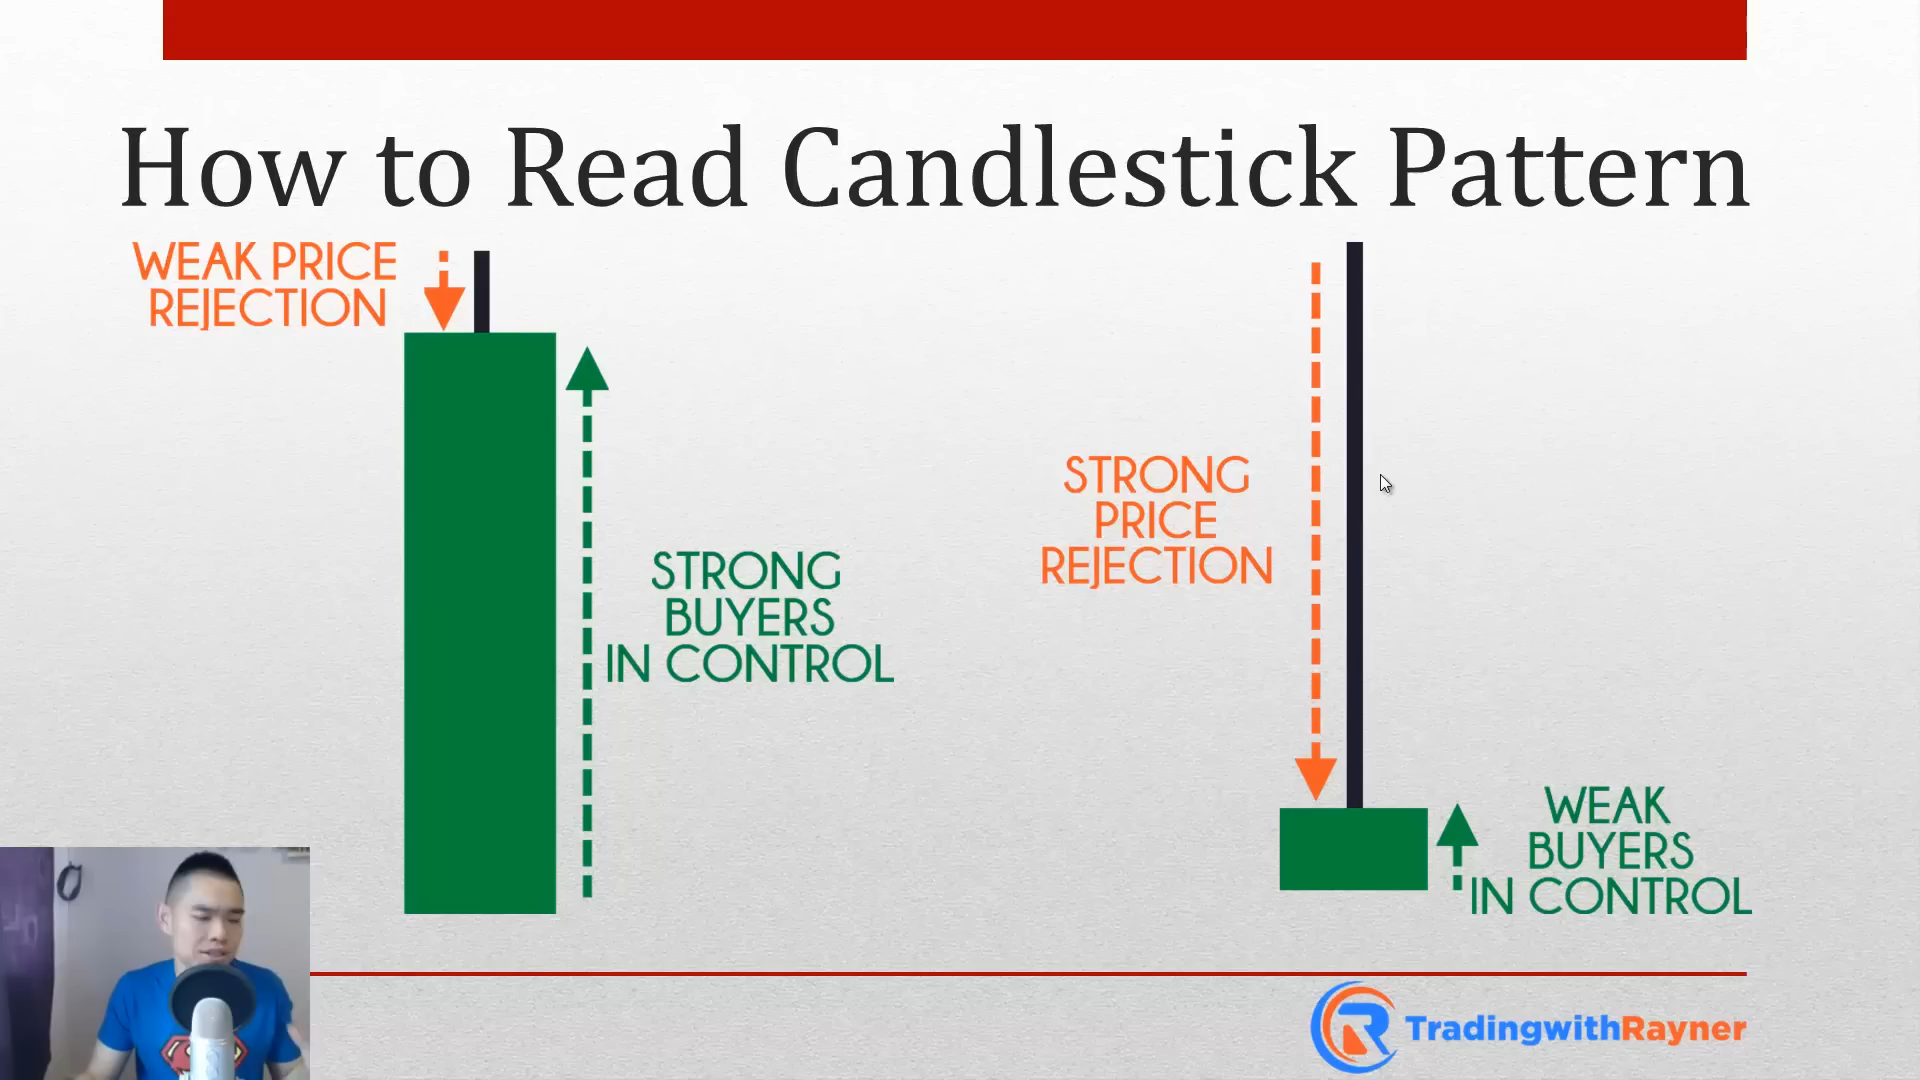 How to Read Candlestick Pattern
WEAK PRICE
REJECTION
STRONG
BUYERS
IN CONTROL
STRONG
PRICE
REJECTION
WEAK
BUYERS
IN CONTROL
TradingwithRayner